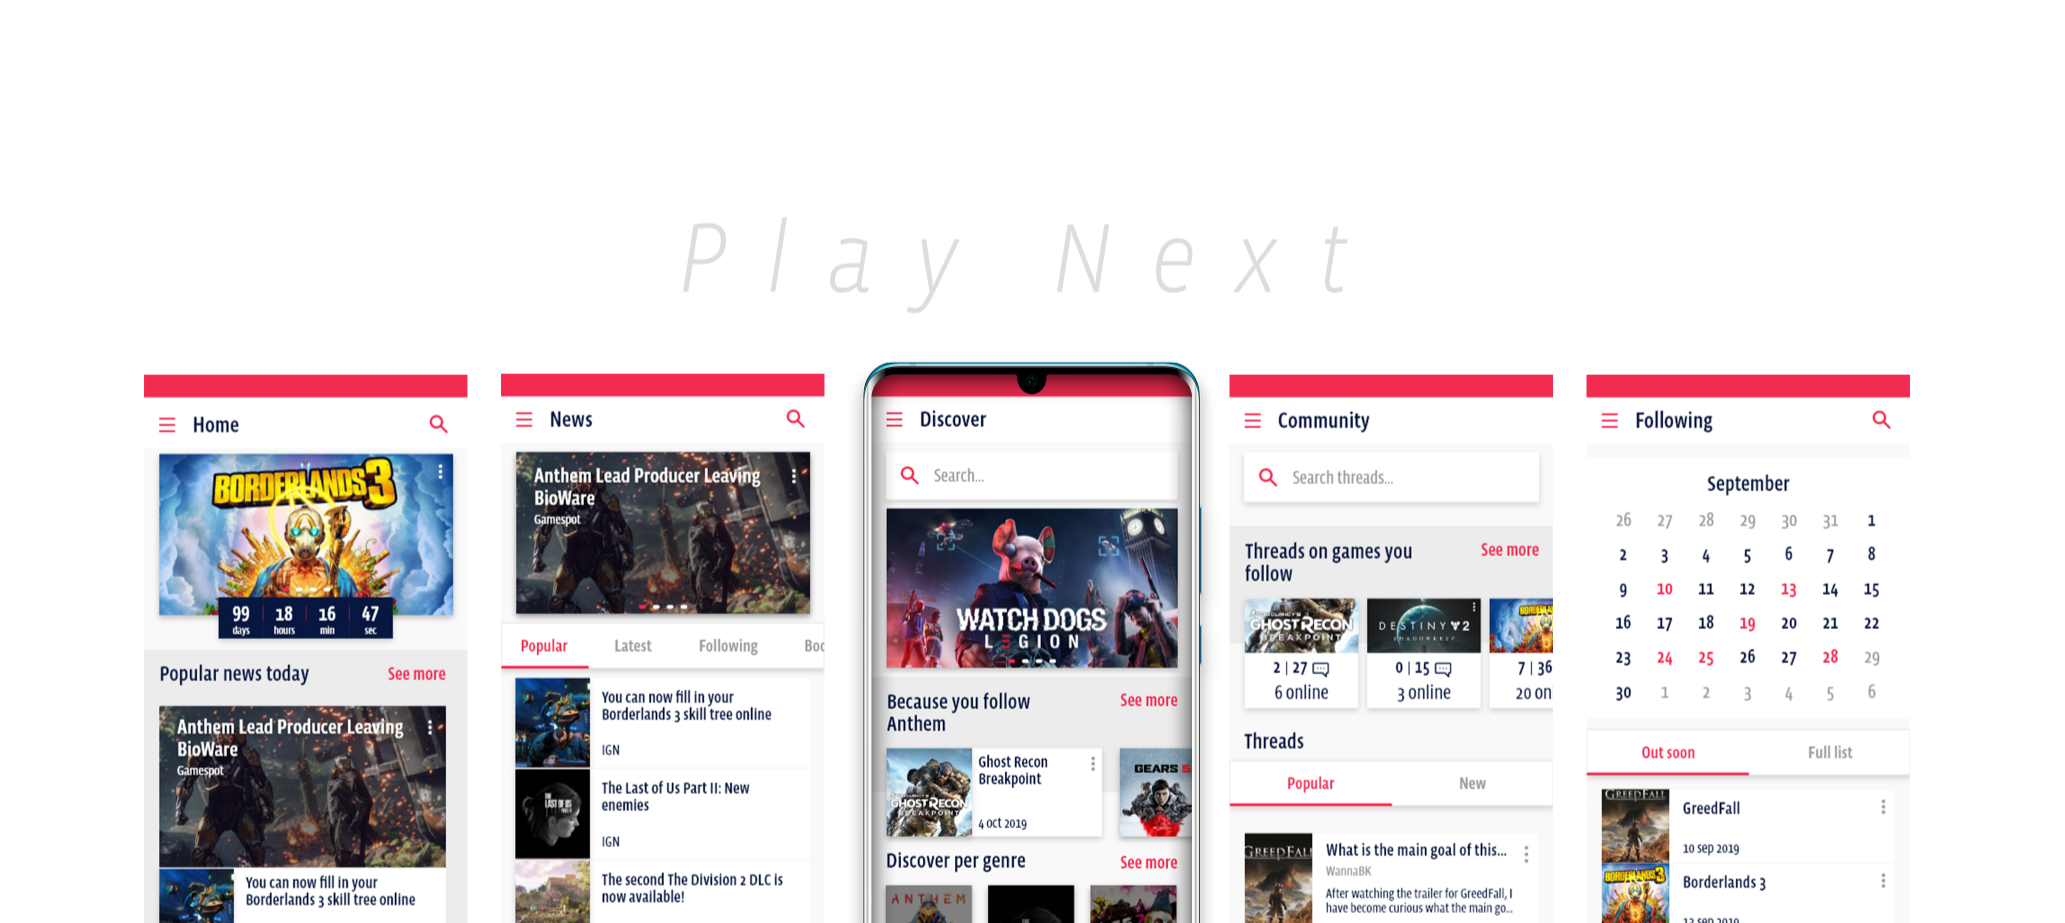 Play Next
Home
BORDERLANDS 3
99 18 16 47
days hours min sec
Popular news today
See more
Anthem Lead Producer Leaving
BioWare
Gamespot
You can now fill in your
Borderlands 3 skill tree online
News
Anthem Lead Producer Leaving
BioWare
Gamespot
Popular Latest Following Boo
You can now fill in your
Borderlands 3 skill tree online
IGN
THE LAST OF US
The Last of Us Part II: New
enemies
IGN
The second The Division 2 DLC is
now available!
Discover
Search...
WATCH DOGS
LEGION
Because you follow
Anthem
See more
GHOST RECON
BREAKPOINT
Ghost Recon
Breakpoint
4 oct 2019
GEARS 5
Discover per genre
See more
ANTHEM
Community
Search threads...
Threads on games you
follow
See more
GHOST RECON
BREAKPOINT
2 | 27
6 online
DESTINY 2
SHADOWKEEP
0 | 15
3 online
7 | 36
20 on
Threads
Popular New
GREEDFALL
What is the main goal of this...
WannaBK
After watching the trailer for GreedFall, I
have become curious what the main go...
Following
September
26 27 28 29 30 31 1
2 3 4 5 6 7 8
9 10 11 12 13 14 15
16 17 18 19 20 21 22
23 24 25 26 27 28 29
30 1 2 3 4 5 6
Out soon Full list
GREEDFALL
GreedFall
10 sep 2019
BORDERLANDS 3
Borderlands 3
13 sep 2019